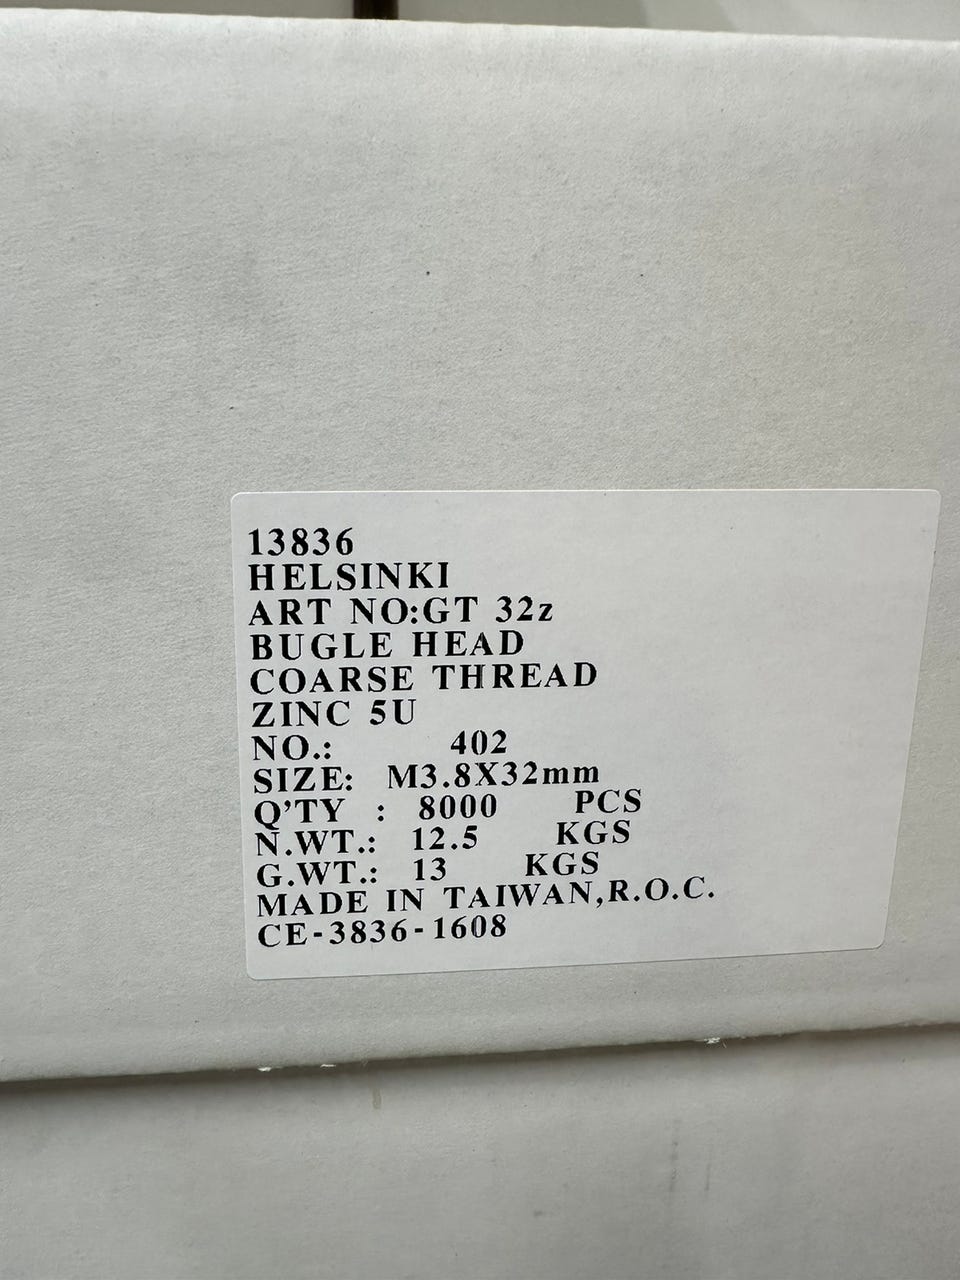 13836
HELSINKI
ART NO:GT 32z
BUGLE HEAD
COARSE THREAD
ZINC 5U
NO.: 402
SIZE: M3.8X32mm
Q'TY : 8000 PCS
N.WT.: 12.5 KGS
G.WT.: 13 KGS
MADE IN TAIWAN,R.O.C.
CE-3836-1608